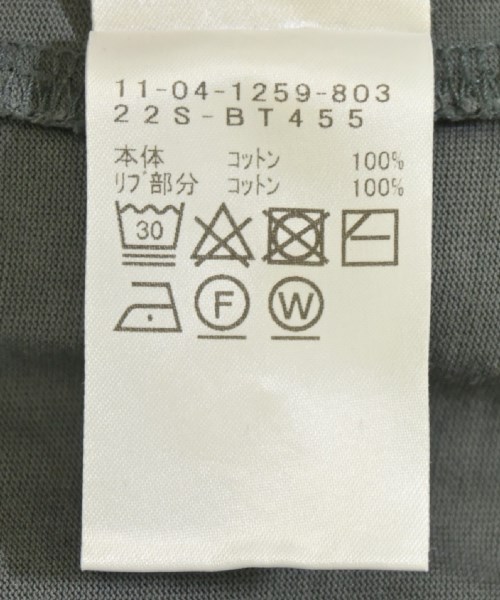 11-04-1259-803
22S-BT455
本体 コットン 100%
リブ部分 コットン 100%
30
F W